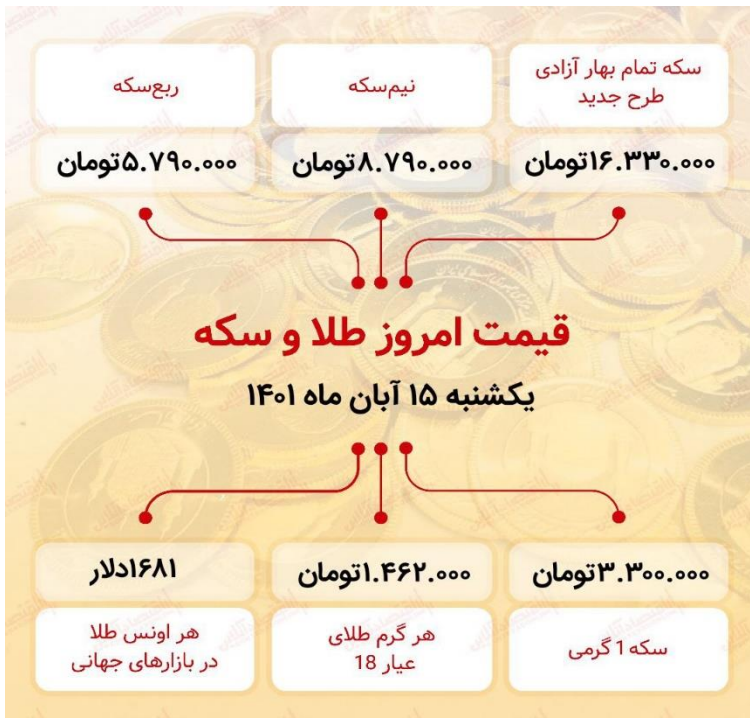 سکه تمام بهار آزادی
طرح جدید
نیم‌سکه
ربع‌سکه
۱۶.۳۳۰.۰۰۰تومان
۸.۷۹۰.۰۰۰تومان
۵.۷۹۰.۰۰۰تومان
قیمت امروز طلا و سکه
یکشنبه ۱۵ آبان ماه ۱۴۰۱
۳.۳۰۰.۰۰۰تومان
۱.۴۶۲.۰۰۰تومان
۱۶۸۱دلار
سکه 1 گرمی
هر گرم طلای
عیار 18
هر اونس طلا
در بازارهای جهانی